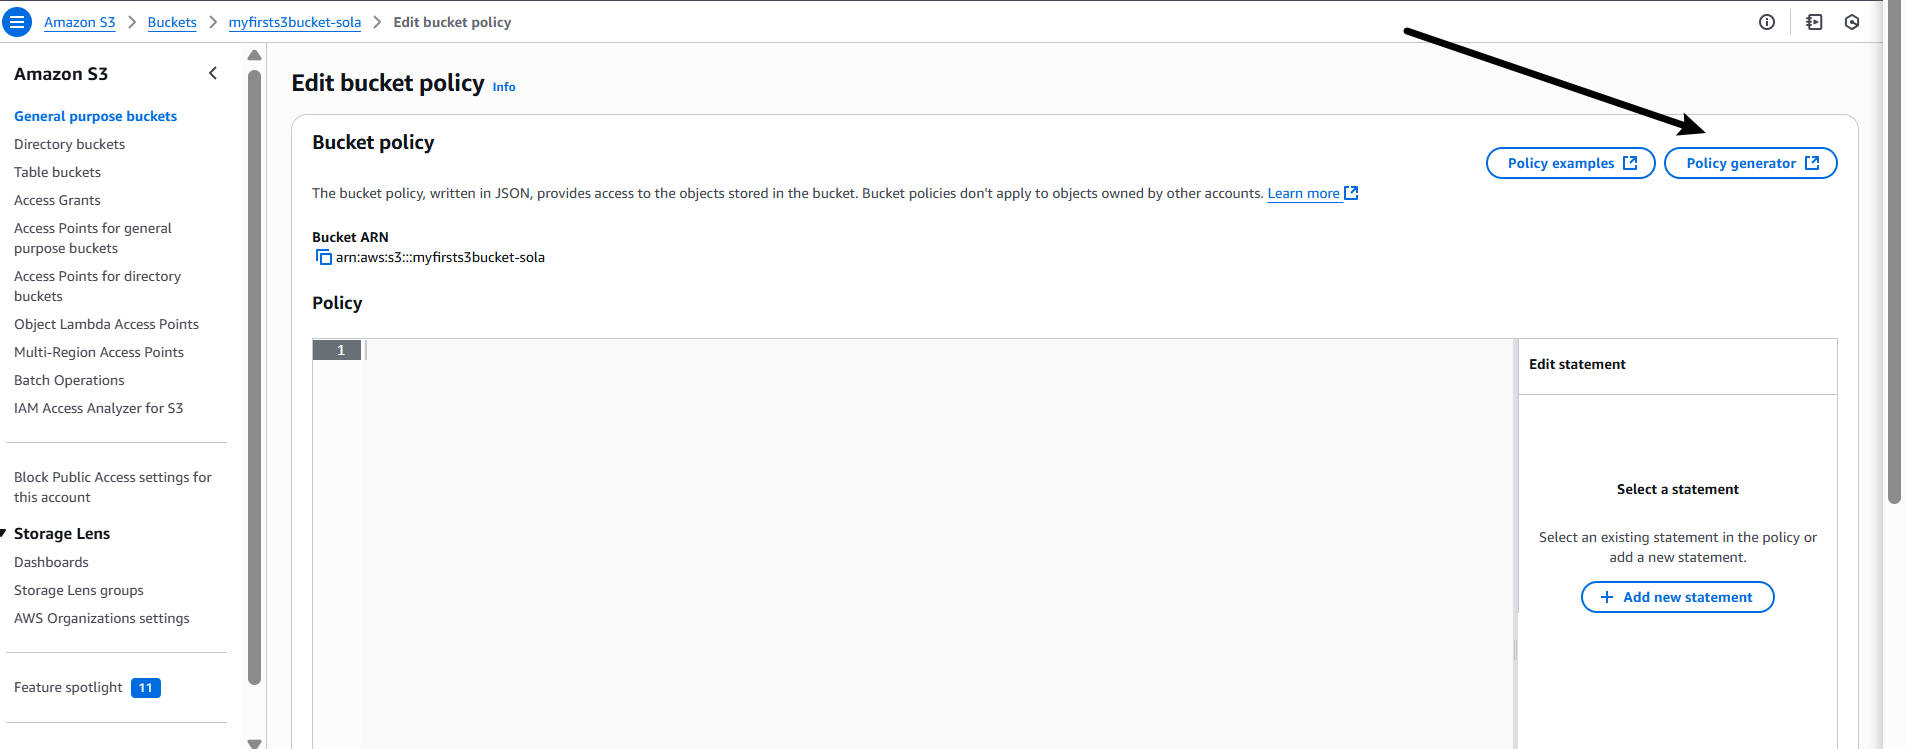 Amazon S3 > Buckets > myfirsts3bucket-sola > Edit bucket policy
Amazon S3
General purpose buckets
Directory buckets
Table buckets
Access Grants
Access Points for general
purpose buckets
Access Points for directory
buckets
Object Lambda Access Points
Multi-Region Access Points
Batch Operations
IAM Access Analyzer for S3
Block Public Access settings for
this account
Storage Lens
Dashboards
Storage Lens groups
AWS Organizations settings
Feature spotlight 11
Edit bucket policy Info
Bucket policy
Policy examples
Policy generator
The bucket policy, written in JSON, provides access to the objects stored in the bucket. Bucket policies don't apply to objects owned by other accounts. Learn more
Bucket ARN
arn:aws:s3:::myfirsts3bucket-sola
Policy
1
Edit statement
Select a statement
Select an existing statement in the policy or
add a new statement.
+ Add new statement